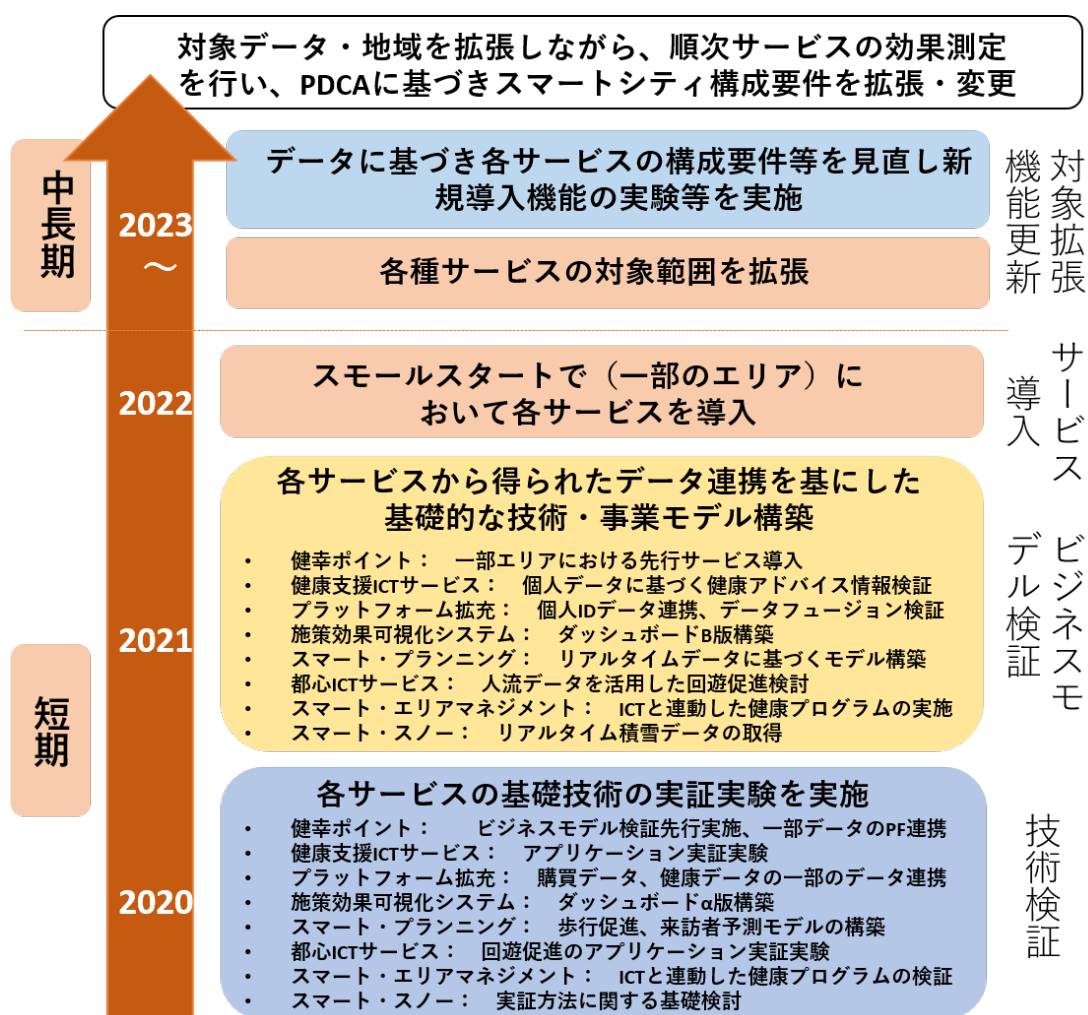 対象データ・地域を拡張しながら、順次サービスの効果測定
を行い、PDCAに基づきスマートシティ構成要件を拡張・変更
中長期
2023
～
データに基づき各サービスの構成要件等を見直し新
規導入機能の実験等を実施
各種サービスの対象範囲を拡張
対象拡張
機能更新
2022
スモールスタートで（一部のエリア）に
おいて各サービスを導入
サービス
導入
短期
2021
各サービスから得られたデータ連携を基にした
基礎的な技術・事業モデル構築
• 健幸ポイント：　一部エリアにおける先行サービス導入
• 健康支援ICTサービス：　個人データに基づく健康アドバイス情報検証
• プラットフォーム拡充：　個人IDデータ連携、データフュージョン検証
• 施策効果可視化システム：　ダッシュボードB版構築
• スマート・プランニング：　リアルタイムデータに基づくモデル構築
• 都心ICTサービス：　人流データを活用した回遊促進検討
• スマート・エリアマネジメント：　ICTと連動した健康プログラムの実施
• スマート・スノー：　リアルタイム積雪データの取得
ビジネスモ
デル検証
2020
各サービスの基礎技術の実証実験を実施
• 健幸ポイント：　　ビジネスモデル検証先行実施、一部データのPF連携
• 健康支援ICTサービス：　アプリケーション実証実験
• プラットフォーム拡充：　購買データ、健康データの一部のデータ連携
• 施策効果可視化システム：　ダッシュボードα版構築
• スマート・プランニング：　歩行促進、来訪者予測モデルの構築
• 都心ICTサービス：　回遊促進のアプリケーション実証実験
• スマート・エリアマネジメント：　ICTと連動した健康プログラムの検証
• スマート・スノー：　実証方法に関する基礎検討
技術検証